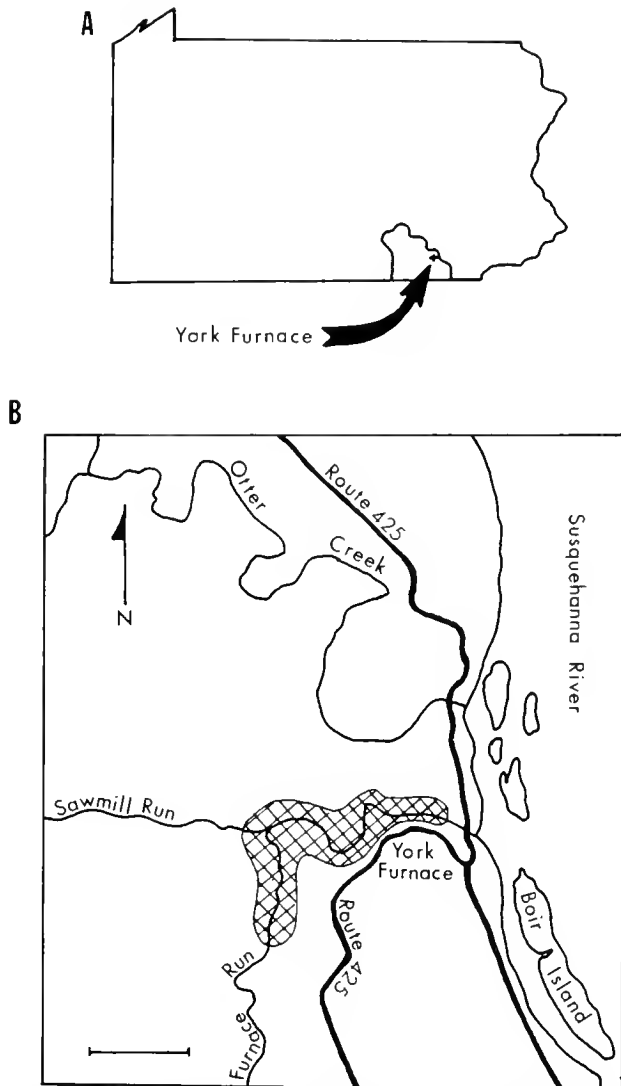 A
York Furnace
B
Otter
Creek
Route 425
Susquehanna River
N
Sawmill Run
York
Furnace
Route 425
Boir
Island
Furnace Run